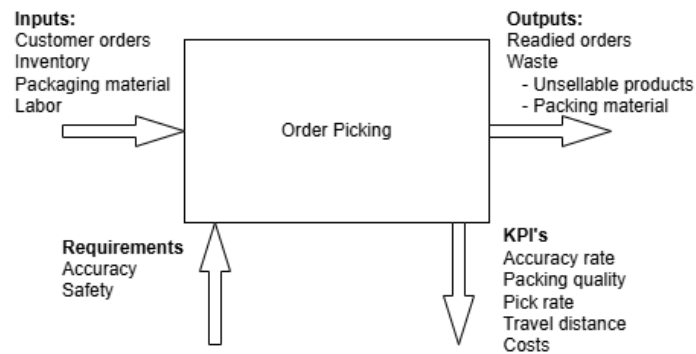 Inputs:
Customer orders
Inventory
Packaging material
Labor
Outputs:
Readied orders
Waste
- Unsellable products
- Packing material
Order Picking
Requirements
Accuracy
Safety
KPI's
Accuracy rate
Packing quality
Pick rate
Travel distance
Costs